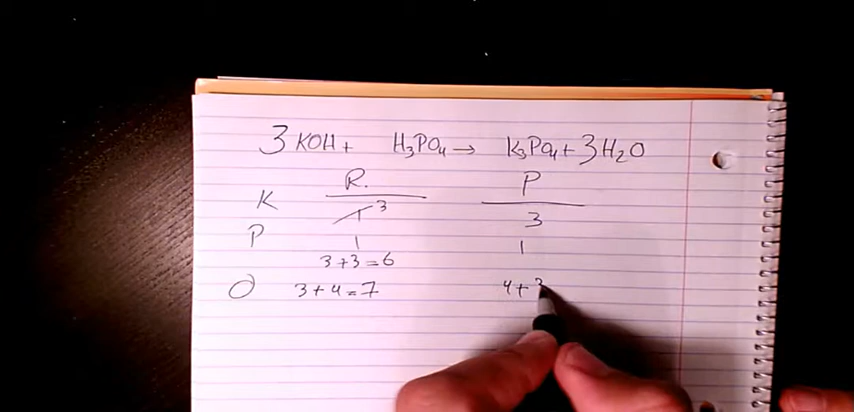 3 KOH + H₃PO₄ → K₃PO₄ + 3 H₂O
R. P
K 1 3 3
P 1 1
3+3=6
O 3+4=7 4+3